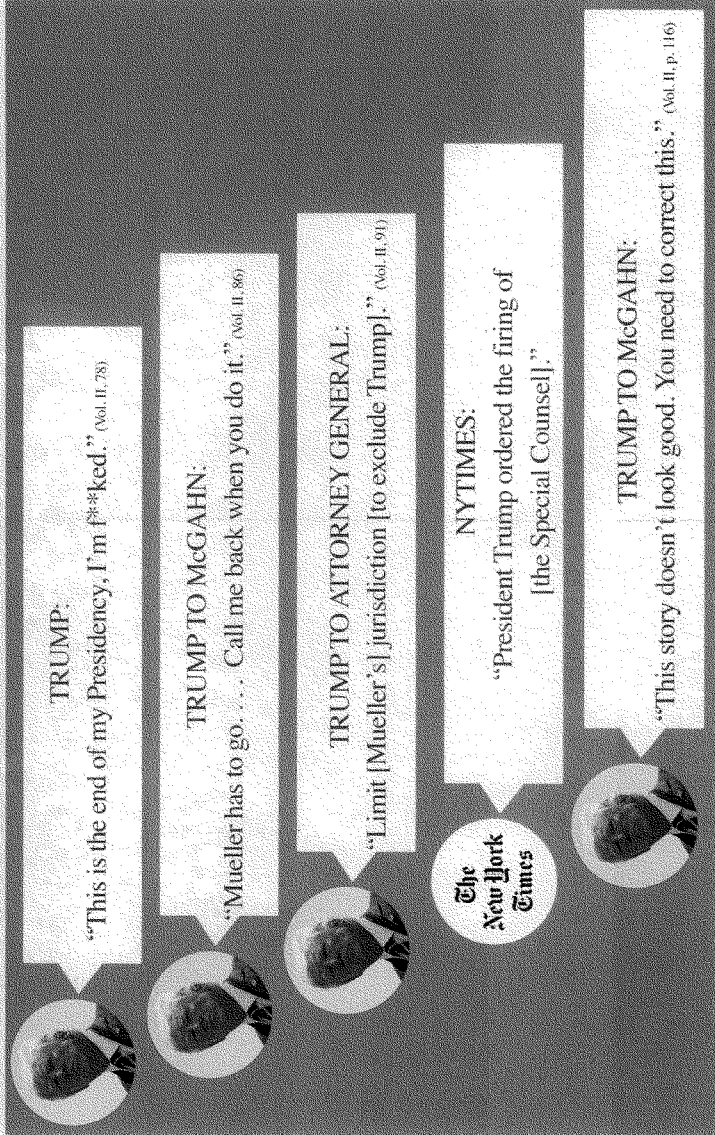 TRUMP:
“This is the end of my Presidency, I’m f**ked.” (Vol. II, 78)
TRUMP TO McGAHN:
“Mueller has to go. . . . Call me back when you do it.” (Vol. II, 86)
TRUMP TO ATTORNEY GENERAL:
“Limit [Mueller’s] jurisdiction [to exclude Trump].” (Vol. II, 91)
The
New York
Times
NYTIMES:
“President Trump ordered the firing of
[the Special Counsel].”
TRUMP TO McGAHN:
“This story doesn’t look good. You need to correct this.” (Vol. II, p. 116)